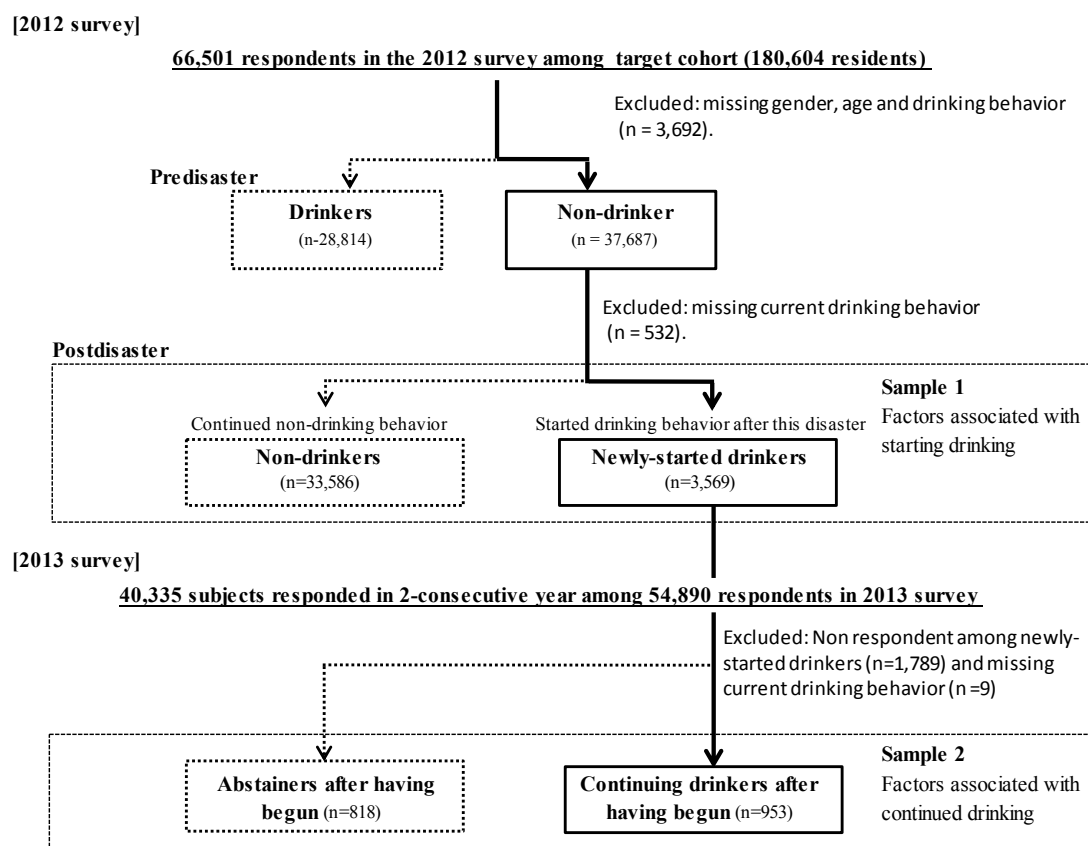 [2012 survey]
66,501 respondents in the 2012 survey among target cohort (180,604 residents)
Excluded: missing gender, age and drinking behavior
(n = 3,692).
Predisaster
Drinkers
(n-28,814)
Non-drinker
(n = 37,687)
Excluded: missing current drinking behavior
(n = 532).
Postdisaster
Sample 1
Factors associated with
starting drinking
Continued non-drinking behavior
Non-drinkers
(n=33,586)
Started drinking behavior after this disaster
Newly-started drinkers
(n=3,569)
[2013 survey]
40,335 subjects responded in 2-consecutive year among 54,890 respondents in 2013 survey
Excluded: Non respondent among newly-
started drinkers (n=1,789) and missing
current drinking behavior (n =9)
Sample 2
Factors associated with
continued drinking
Abstainers after having
begun (n=818)
Continuing drinkers after
having begun (n=953)